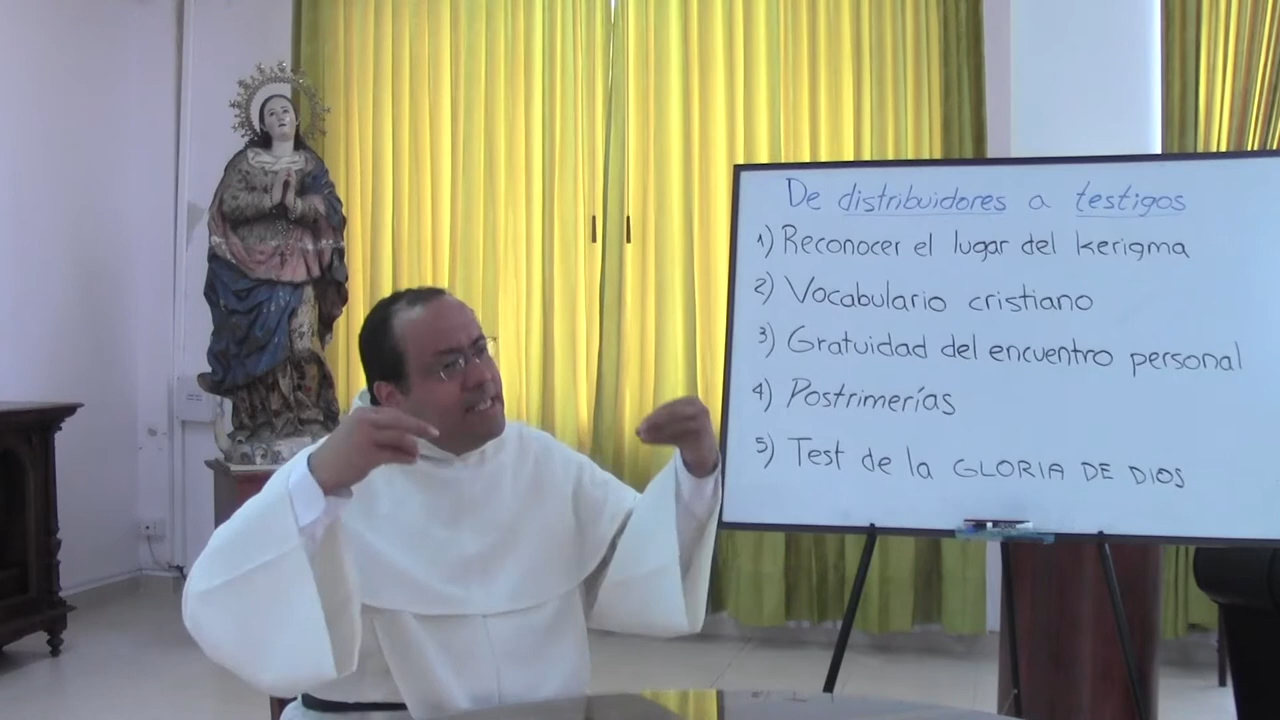 De distribuidores a testigos
1) Reconocer el lugar del kerigma
2) Vocabulario cristiano
3) Gratuidad del encuentro personal
4) Postrimerías
5) Test de la GLORIA DE DIOS